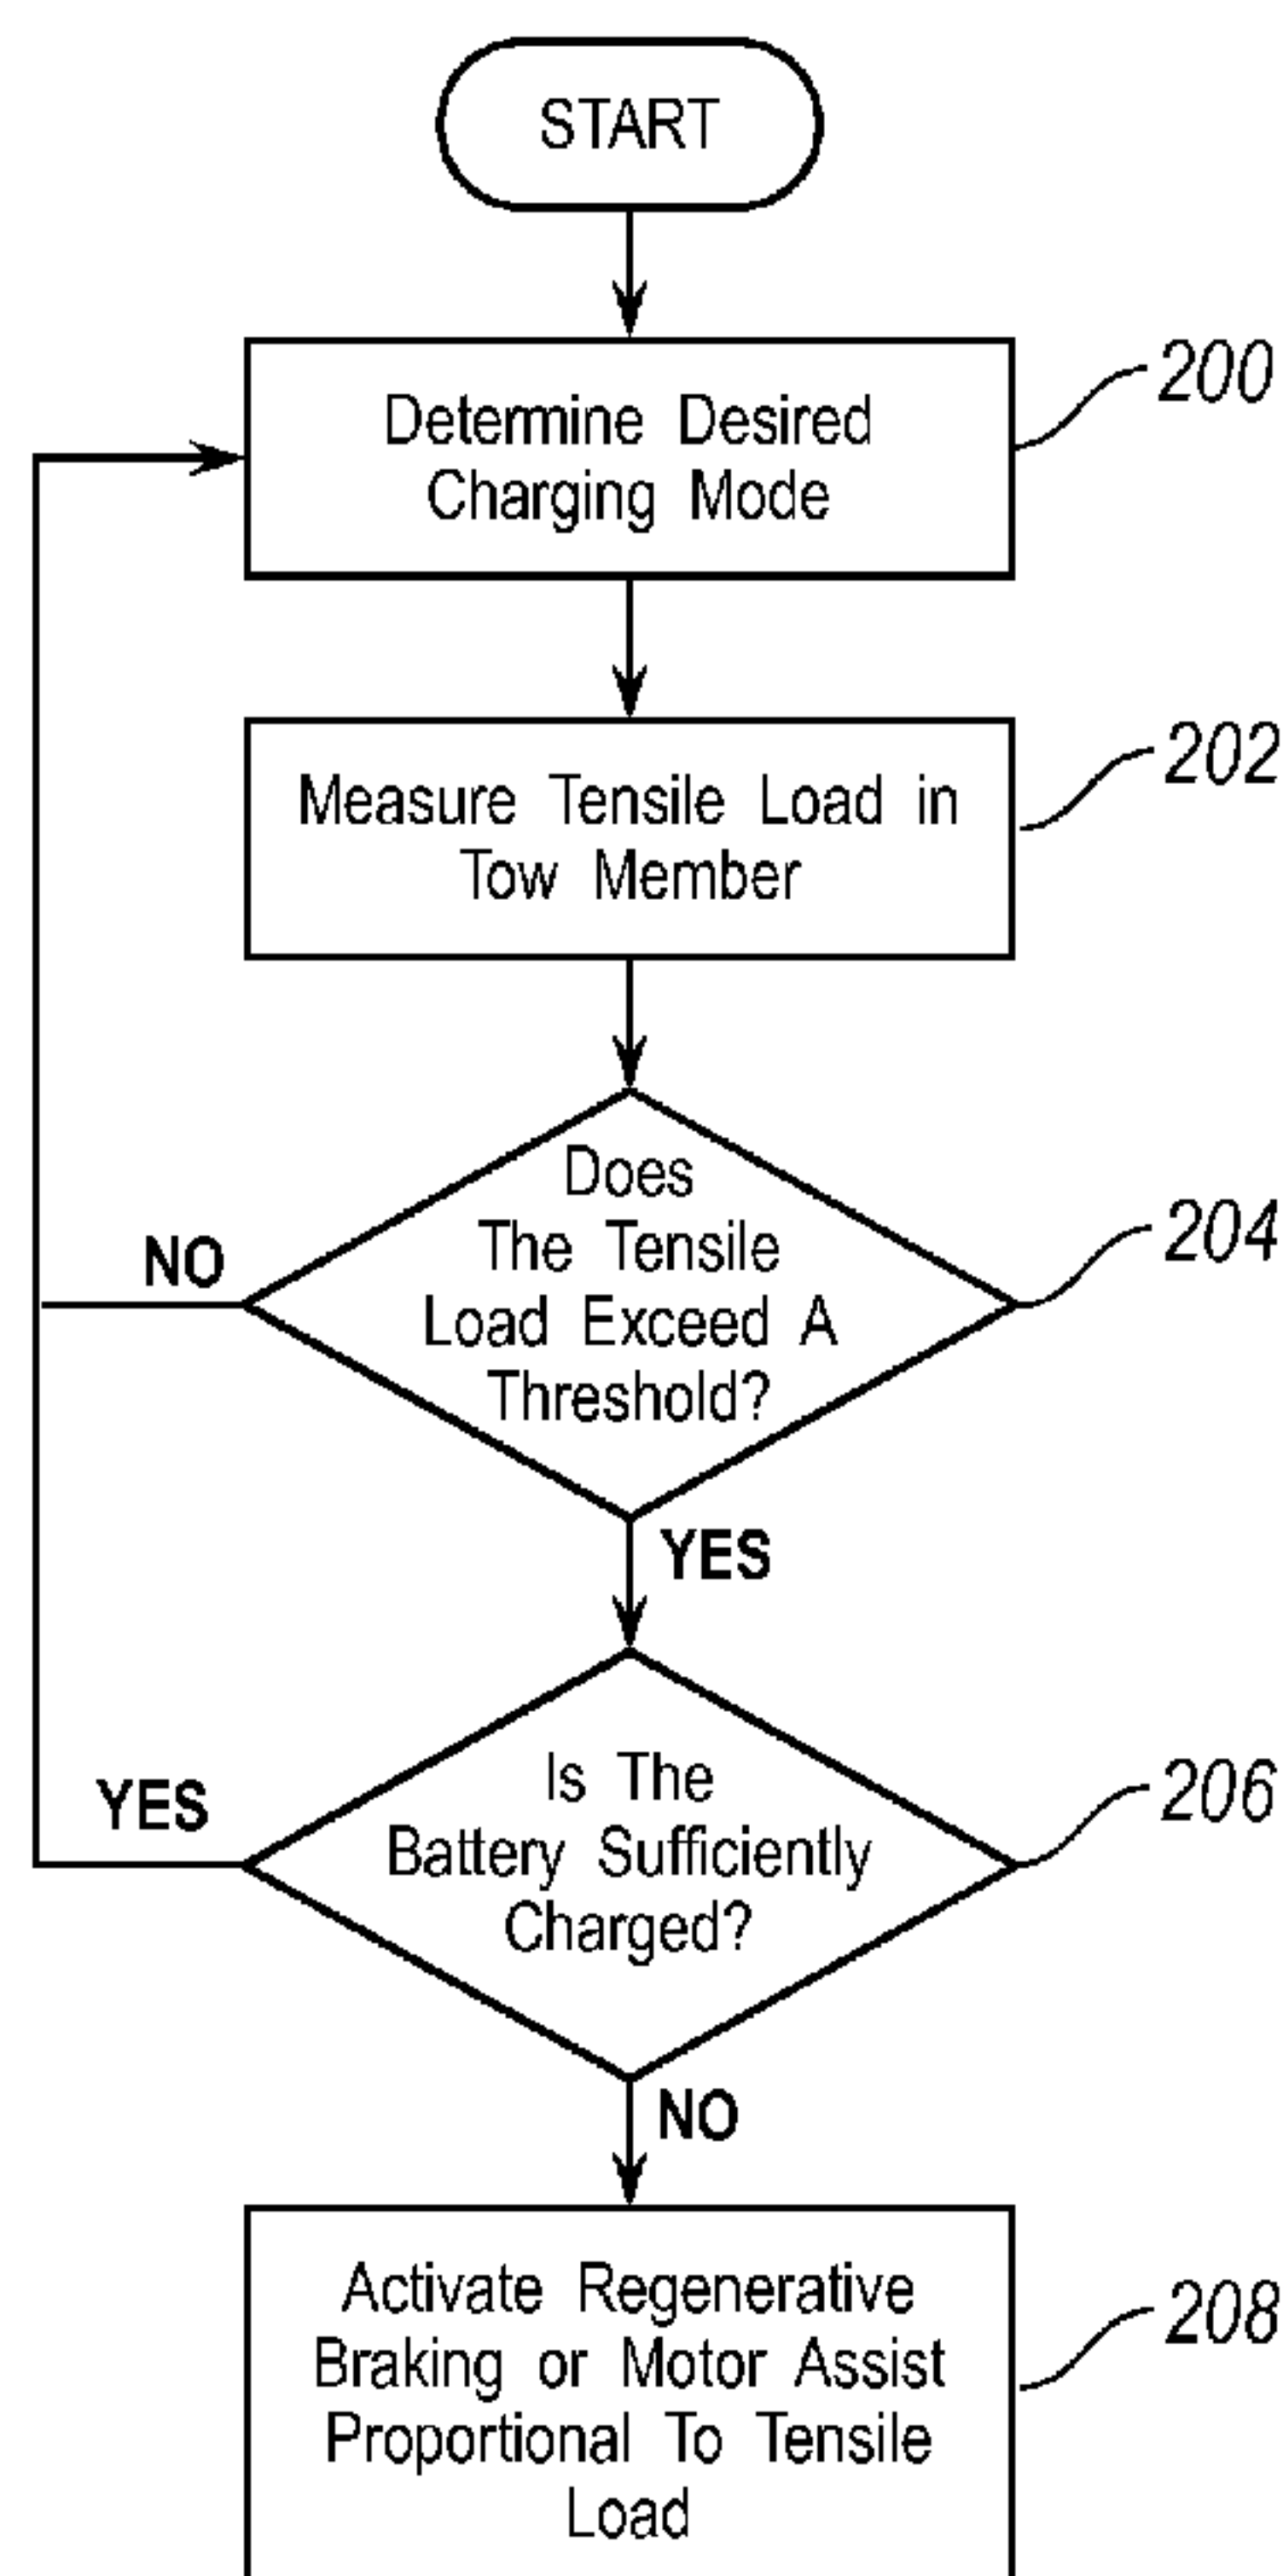 START
Determine Desired
Charging Mode
200
Measure Tensile Load in
Tow Member
202
Does
The Tensile
Load Exceed A
Threshold?
204
NO
YES
Is The
Battery Sufficiently
Charged?
206
YES
NO
Activate Regenerative
Braking or Motor Assist
Proportional To Tensile
Load
208